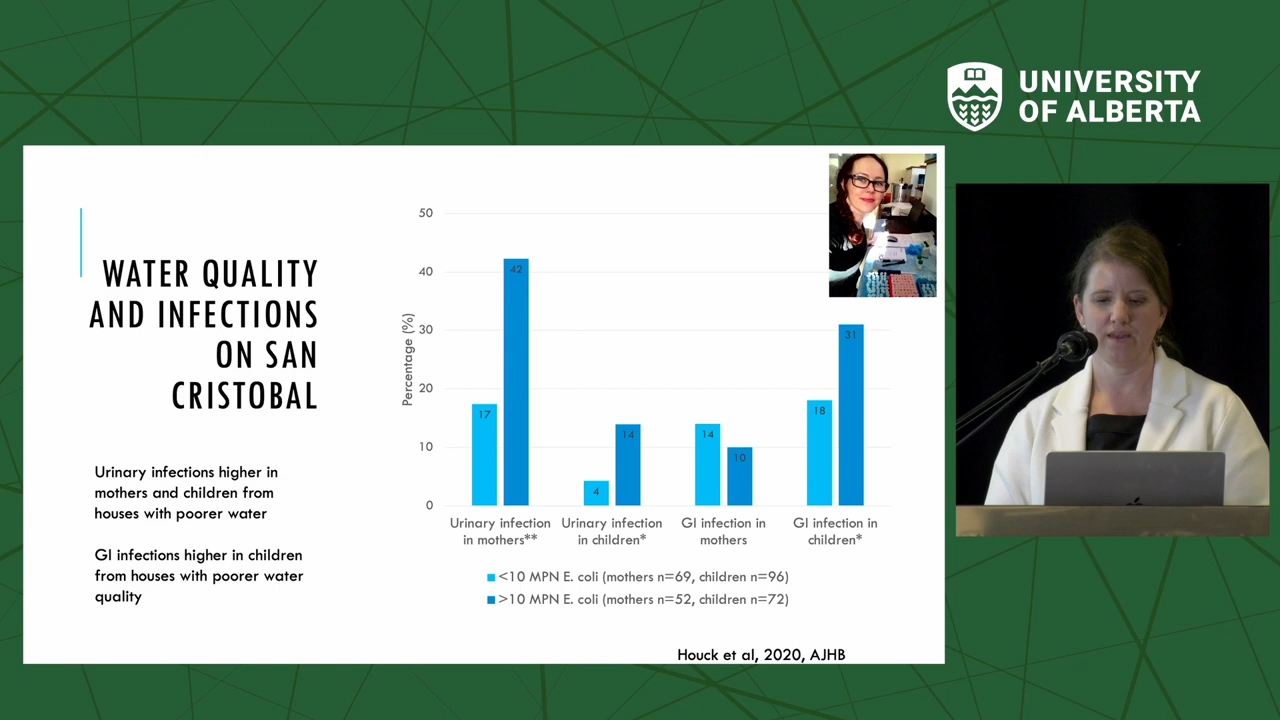 UNIVERSITY
OF ALBERTA
WATER QUALITY
AND INFECTIONS
ON SAN
CRISTOBAL
Urinary infections higher in
mothers and children from
houses with poorer water
GI infections higher in children
from houses with poorer water
quality
Percentage (%)
50
40
30
20
10
0
17
42
4
14
14
10
18
31
Urinary infection
in mothers**
Urinary infection
in children*
GI infection in
mothers
GI infection in
children*
<10 MPN E. coli (mothers n=69, children n=96)
>10 MPN E. coli (mothers n=52, children n=72)
Houck et al, 2020, AJHB